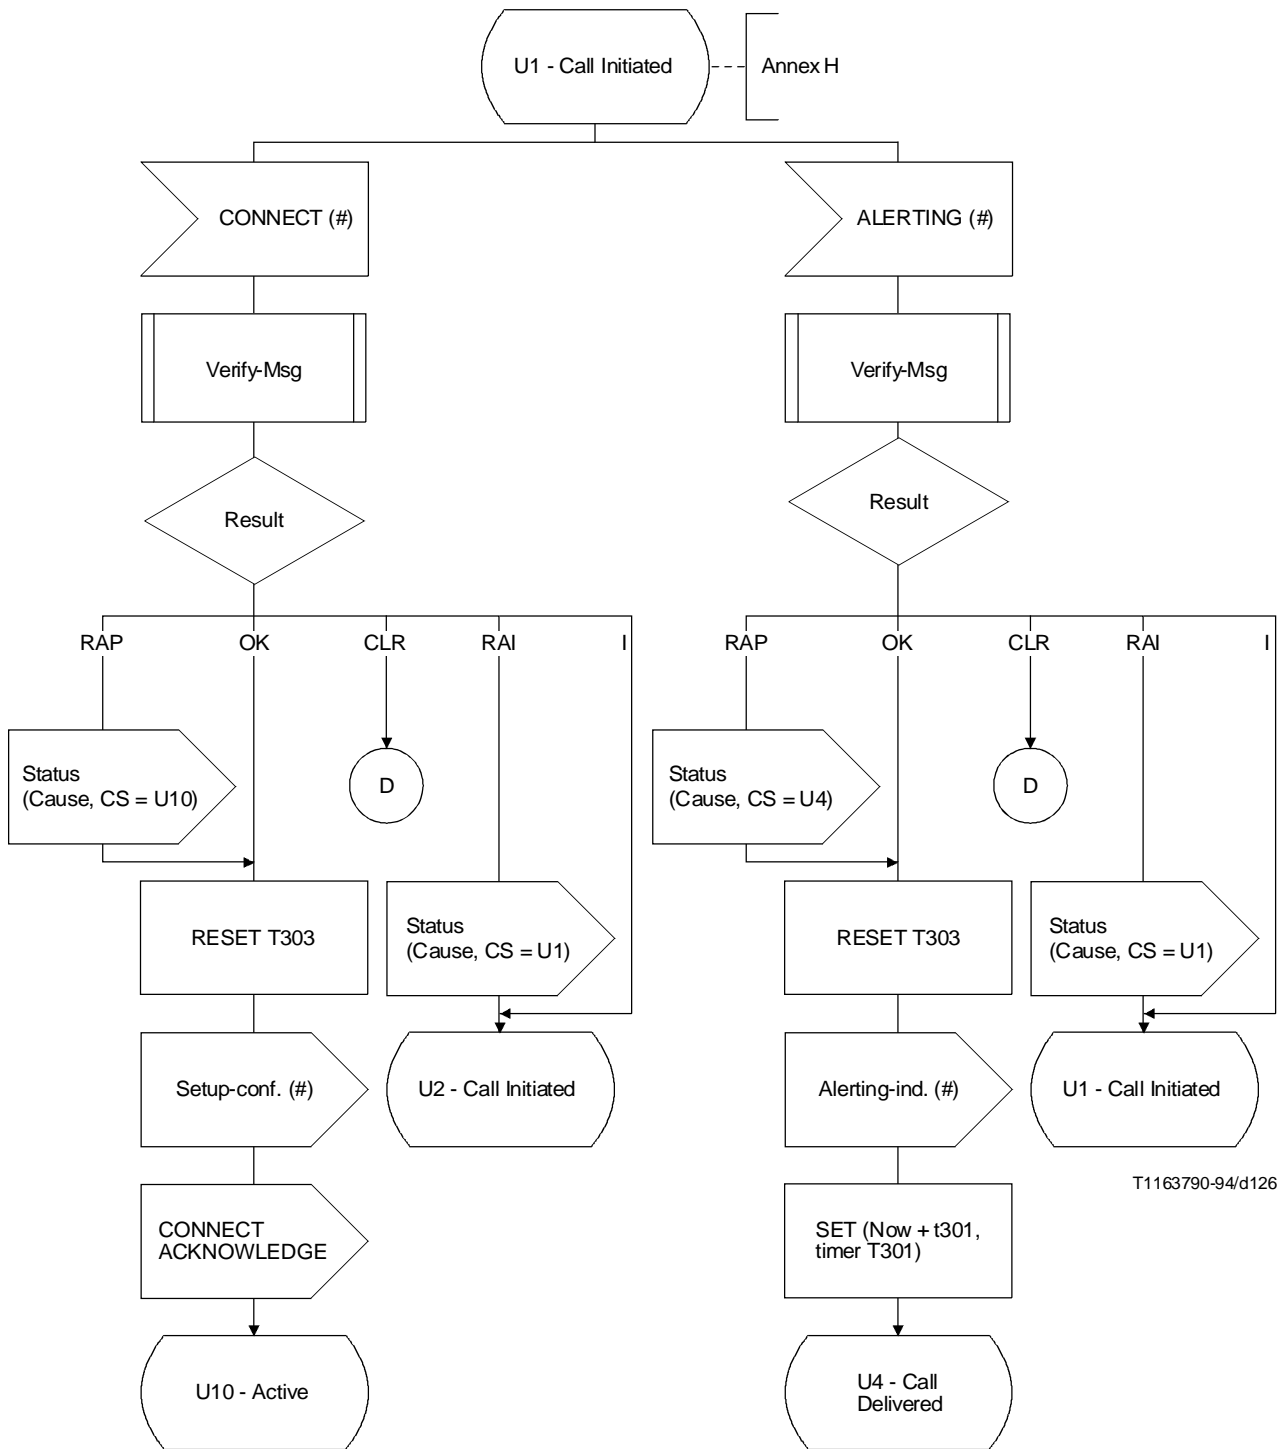 U1 - Call Initiated
Annex H
CONNECT (#)
ALERTING (#)
Verify-Msg
Verify-Msg
Result
Result
RAP
OK
CLR
RAI
I
RAP
OK
CLR
RAI
I
Status
(Cause, CS = U10)
D
Status
(Cause, CS = U4)
D
RESET T303
Status
(Cause, CS = U1)
RESET T303
Status
(Cause, CS = U1)
Setup-conf. (#)
U2 - Call Initiated
Alerting-ind. (#)
U1 - Call Initiated
T1163790-94/d126
CONNECT
ACKNOWLEDGE
SET (Now + t301,
timer T301)
U10 - Active
U4 - Call
Delivered